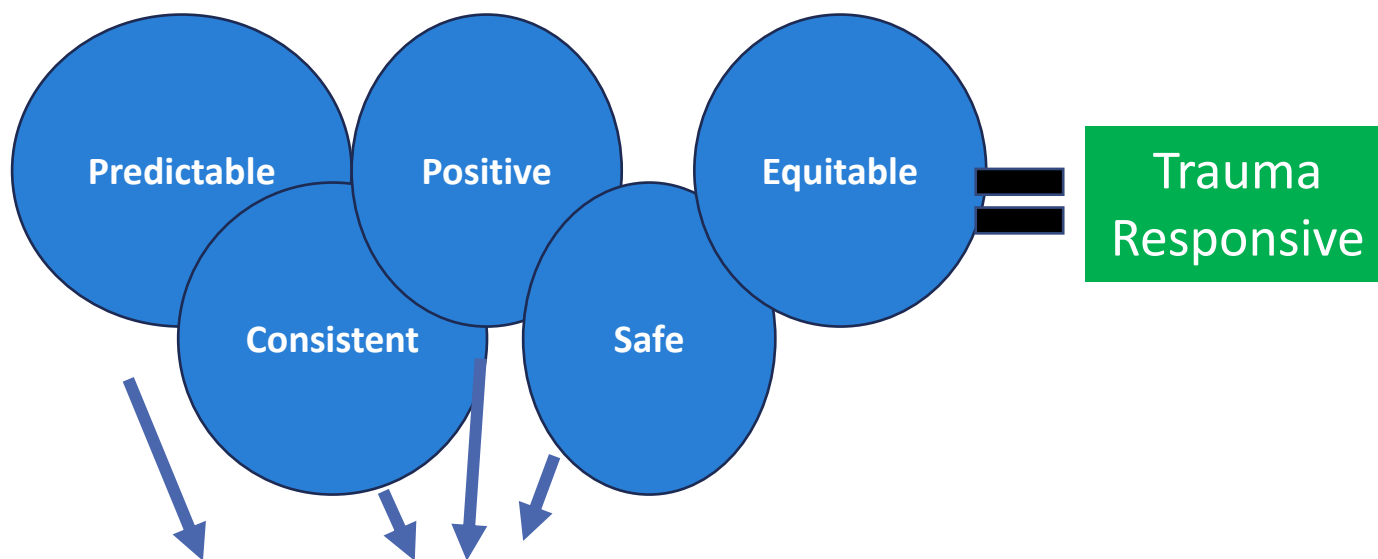 Predictable
Positive
Equitable
Trauma
Responsive
Consistent
Safe